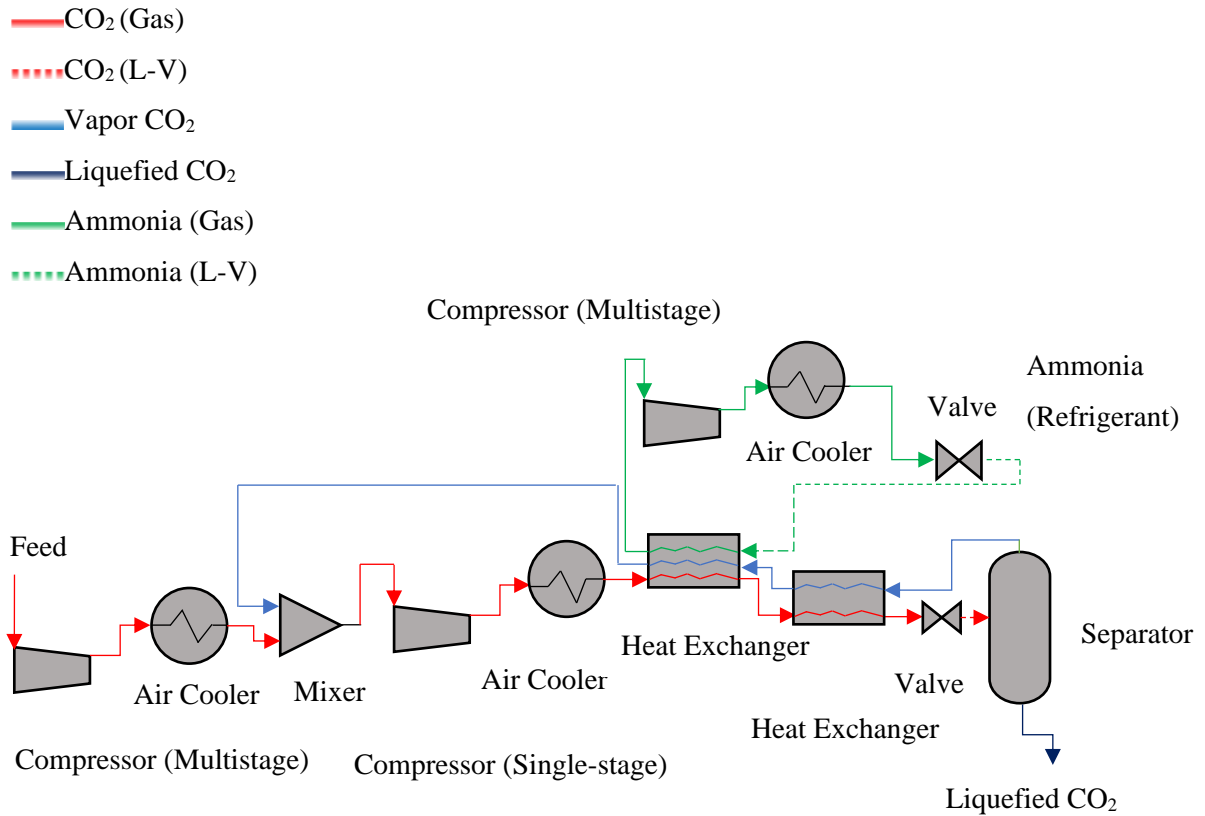 CO₂ (Gas)
CO₂ (L-V)
Vapor CO₂
Liquefied CO₂
Ammonia (Gas)
Ammonia (L-V)
Compressor (Multistage)
Ammonia
(Refrigerant)
Valve
Air Cooler
Feed
Heat Exchanger
Separator
Air Cooler
Mixer
Air Cooler
Valve
Heat Exchanger
Compressor (Multistage)
Compressor (Single-stage)
Liquefied CO₂